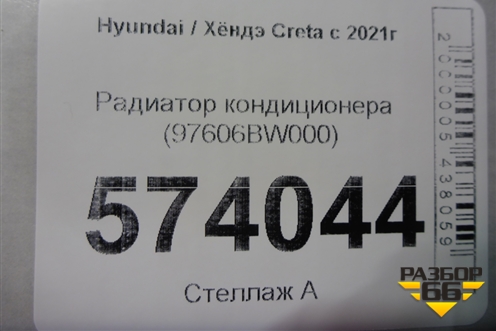 Hyundai / Хёндэ Creta с 2021г
Радиатор кондиционера
(97606BW000)
574044
Стеллаж А
2000005438059
РАЗБОР
66